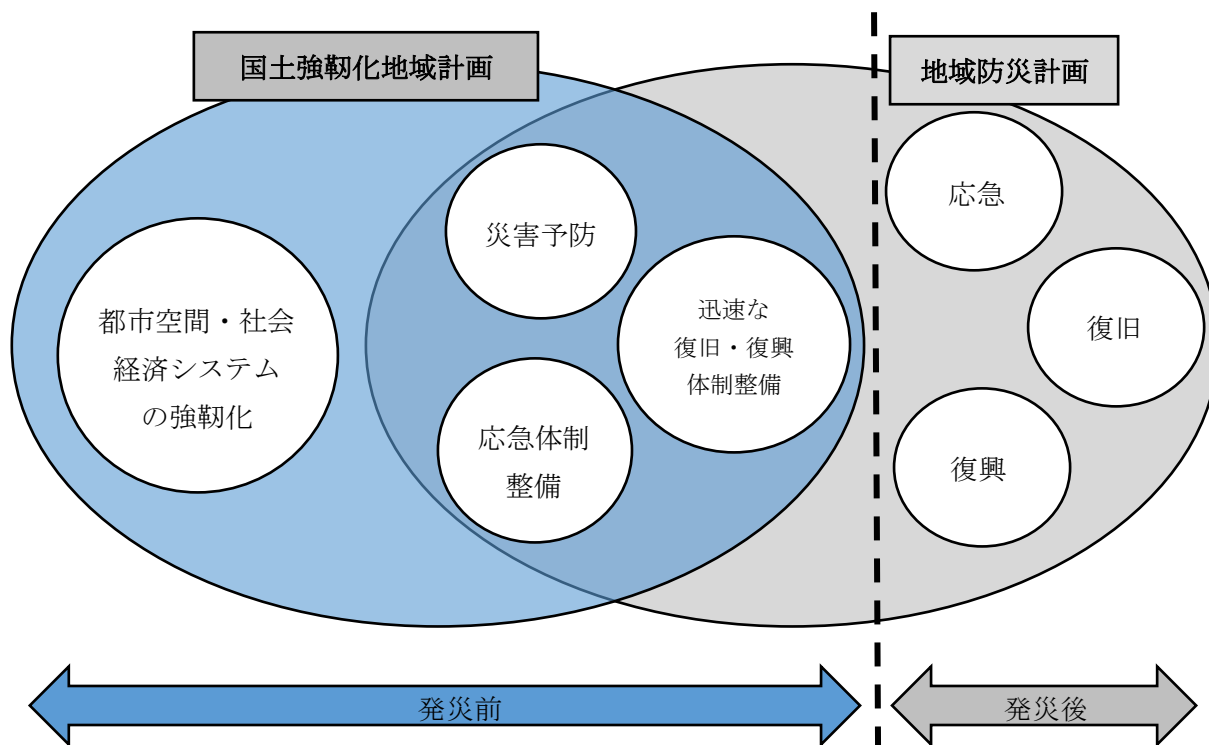 国土強靱化地域計画
地域防災計画
都市空間・社会
経済システム
の強靭化
災害予防
応急体制
整備
迅速な
復旧・復興
体制整備
応急
復旧
復興
発災前
発災後